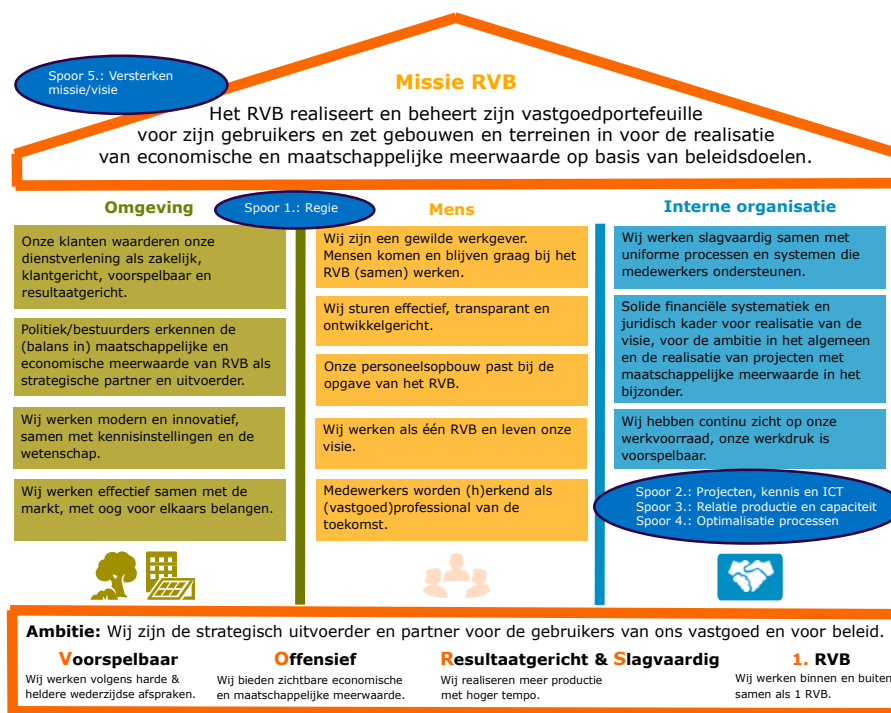 Spoor 5.: Versterken
missie/visie
Missie RVB
Het RVB realiseert en beheert zijn vastgoedportefeuille
voor zijn gebruikers en zet gebouwen en terreinen in voor de realisatie
van economische en maatschappelijke meerwaarde op basis van beleidsdoelen.
Omgeving
Onze klanten waarderen onze
dienstverlening als zakelijk,
klantgericht, voorspelbaar en
resultaatgericht.
Politiek/bestuurders erkennen de
(balans in) maatschappelijke en
economische meerwaarde van RVB als
strategische partner en uitvoerder.
Wij werken modern en innovatief,
samen met kennisinstellingen en de
wetenschap.
Wij werken effectief samen met de
markt, met oog voor elkaars belangen.
Spoor 1.: Regie
Mens
Wij zijn een gewilde werkgever.
Mensen komen en blijven graag bij het
RVB (samen) werken.
Wij sturen effectief, transparant en
ontwikkelgericht.
Onze personeelsopbouw past bij de
opgave van het RVB.
Wij werken als één RVB en leven onze
visie.
Medewerkers worden (h)erkend als
(vastgoed)professional van de
toekomst.
Interne organisatie
Wij werken slagvaardig samen met
uniforme processen en systemen die
medewerkers ondersteunen.
Solide financiële systematiek en
juridisch kader voor realisatie van de
visie, voor de ambitie in het algemeen
en de realisatie van projecten met
maatschappelijke meerwaarde in het
bijzonder.
Wij hebben continu zicht op onze
werkvoorraad, onze werkdruk is
voorspelbaar.
Spoor 2.: Projecten, kennis en ICT
Spoor 3.: Relatie productie en capaciteit
Spoor 4.: Optimalisatie processen
Ambitie: Wij zijn de strategisch uitvoerder en partner voor de gebruikers van ons vastgoed en voor beleid.
Voorspelbaar
Wij werken volgens harde &
heldere wederzijdse afspraken.
Offensief
Wij bieden zichtbare economische
en maatschappelijke meerwaarde.
Resultaatgericht & Slagvaardig
Wij realiseren meer productie
met hoger tempo.
1. RVB
Wij werken binnen en buiten
samen als 1 RVB.